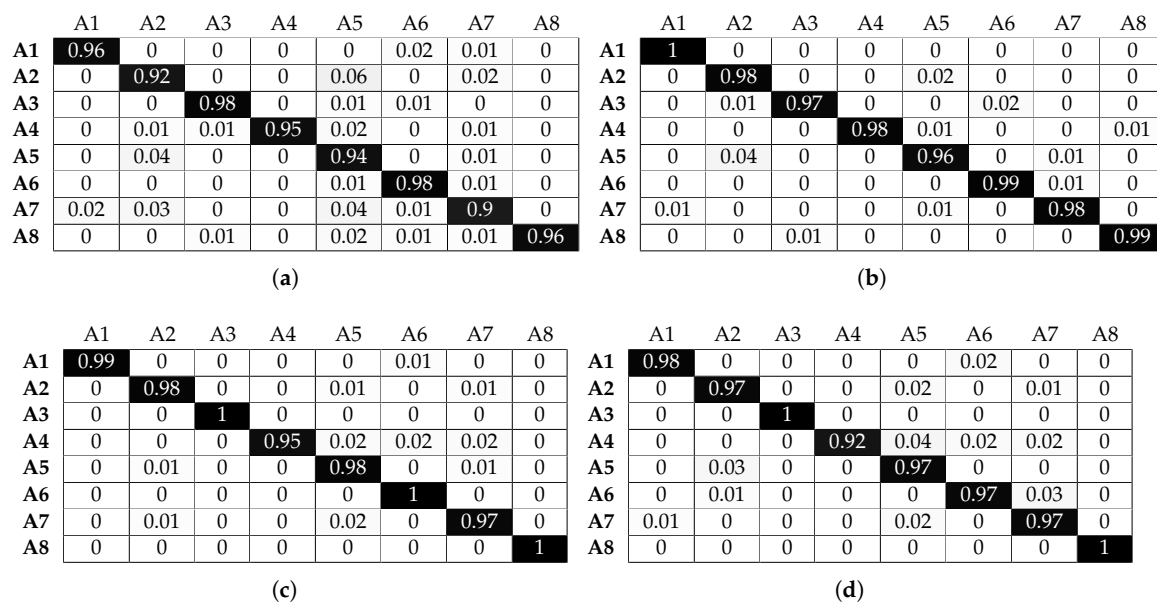 A1 A2 A3 A4 A5 A6 A7 A8
A1 0.96 0 0 0 0 0.02 0.01 0
A2 0 0.92 0 0 0.06 0 0.02 0
A3 0 0 0.98 0 0.01 0.01 0 0
A4 0 0.01 0.01 0.95 0.02 0 0.01 0
A5 0 0.04 0 0 0.94 0 0.01 0
A6 0 0 0 0 0.01 0.98 0.01 0
A7 0.02 0.03 0 0 0.04 0.01 0.9 0
A8 0 0 0.01 0 0.02 0.01 0.01 0.96
(a)
A1 A2 A3 A4 A5 A6 A7 A8
A1 1 0 0 0 0 0 0 0
A2 0 0.98 0 0 0.02 0 0 0
A3 0 0.01 0.97 0 0 0.02 0 0
A4 0 0 0 0.98 0.01 0 0 0.01
A5 0 0.04 0 0 0.96 0 0.01 0
A6 0 0 0 0 0 0.99 0.01 0
A7 0.01 0 0 0 0.01 0 0.98 0
A8 0 0 0.01 0 0 0 0 0.99
(b)
A1 A2 A3 A4 A5 A6 A7 A8
A1 0.99 0 0 0 0 0.01 0 0
A2 0 0.98 0 0 0.01 0 0.01 0
A3 0 0 1 0 0 0 0 0
A4 0 0 0 0.95 0.02 0.02 0.02 0
A5 0 0.01 0 0 0.98 0 0.01 0
A6 0 0 0 0 0 1 0 0
A7 0 0.01 0 0 0.02 0 0.97 0
A8 0 0 0 0 0 0 0 1
(c)
A1 A2 A3 A4 A5 A6 A7 A8
A1 0.98 0 0 0 0 0.02 0 0
A2 0 0.97 0 0 0.02 0 0.01 0
A3 0 0 1 0 0 0 0 0
A4 0 0 0 0.92 0.04 0.02 0.02 0
A5 0 0.03 0 0 0.97 0 0 0
A6 0 0.01 0 0 0 0.97 0.03 0
A7 0.01 0 0 0 0.02 0 0.97 0
A8 0 0 0 0 0 0 0 1
(d)